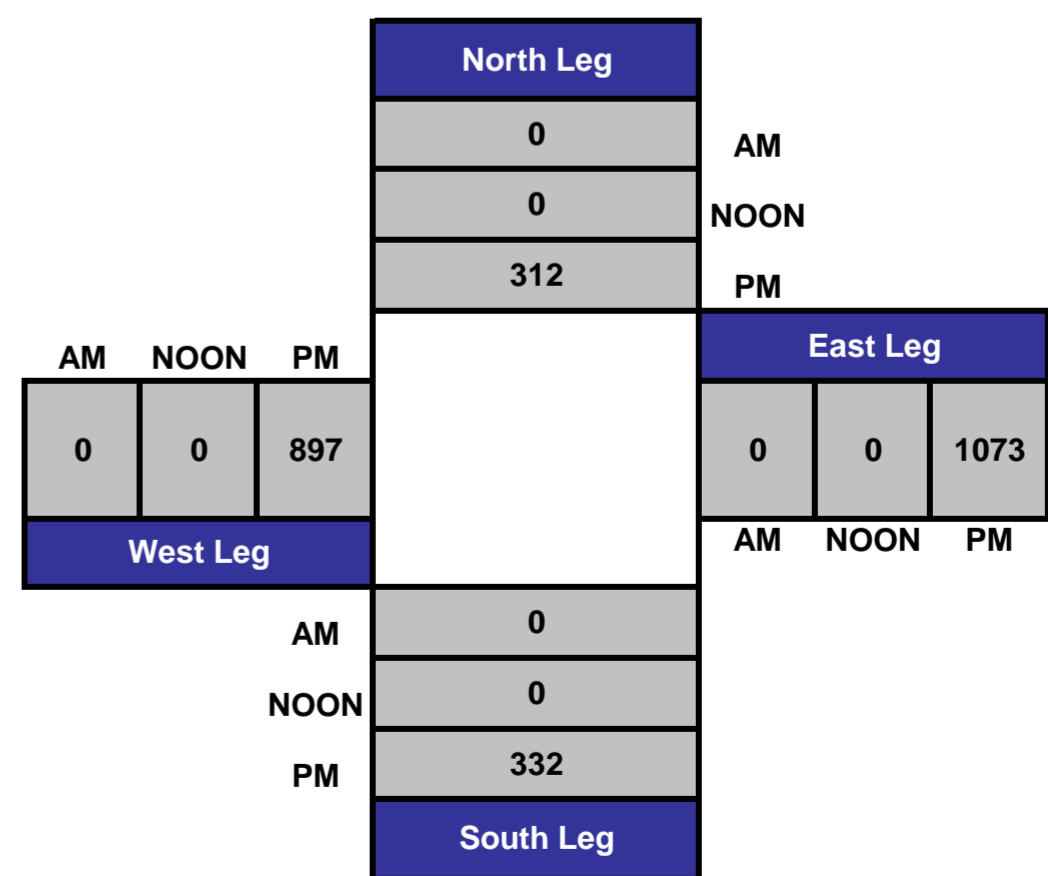 North Leg
0 AM
0 NOON
312 PM
East Leg
AM NOON PM
0 0 897
0 0 1073
West Leg
AM NOON PM
AM 0
NOON 0
PM 332
South Leg